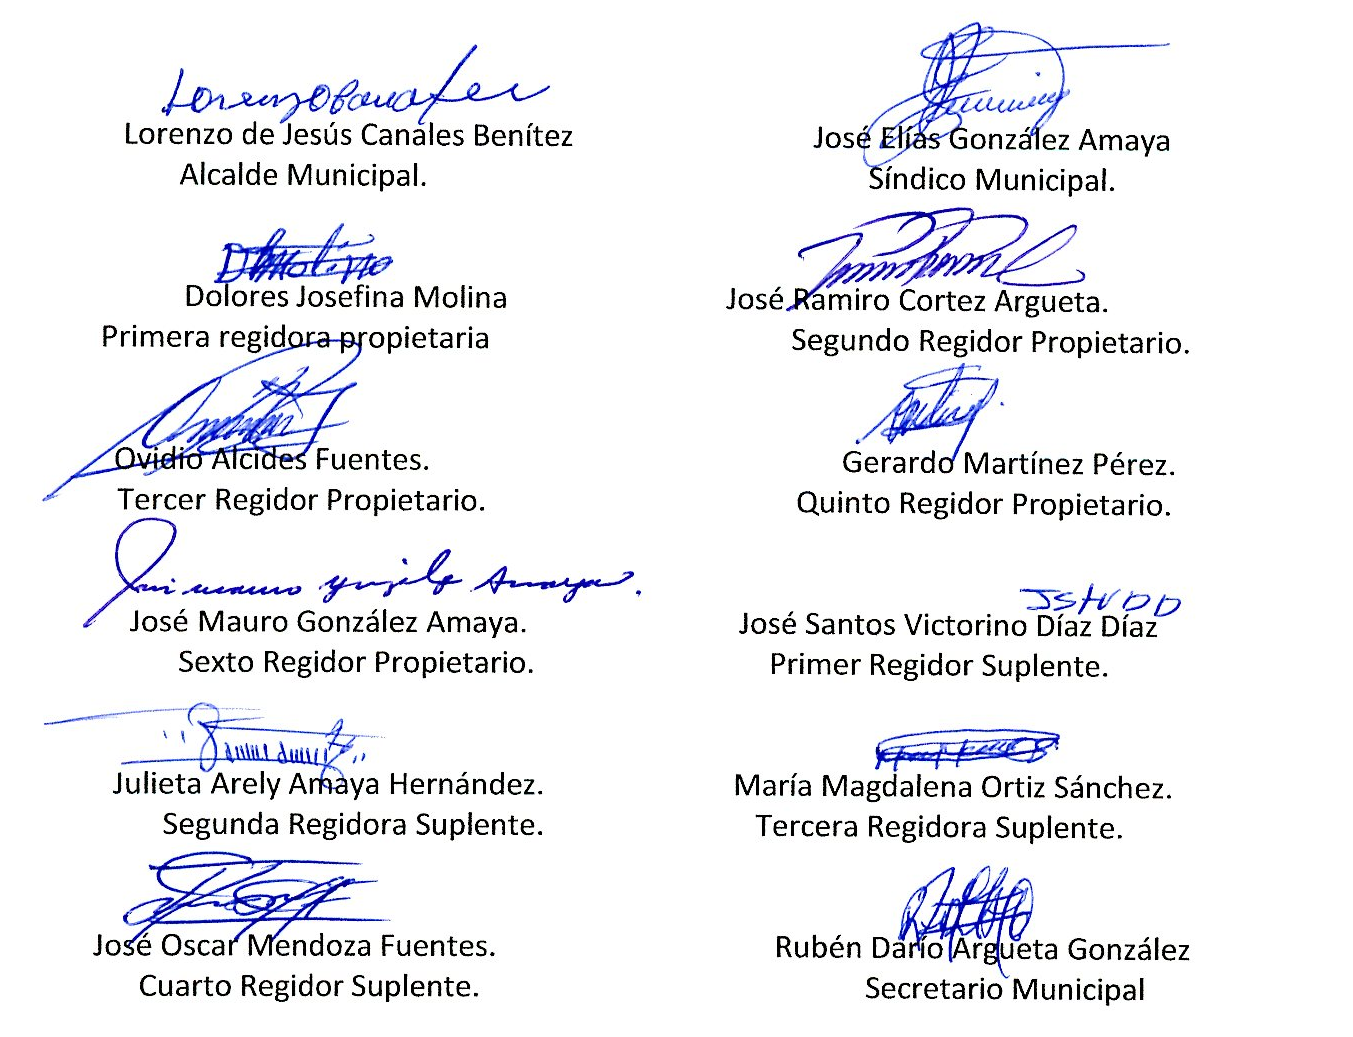 Lorenzo Canales
Lorenzo de Jesús Canales Benítez
Alcalde Municipal.
José Elías González Amaya
Síndico Municipal.
Molina
Dolores Josefina Molina
Primera regidora propietaria
José Ramiro Cortez Argueta.
Segundo Regidor Propietario.
Ovidio Alcides Fuentes.
Tercer Regidor Propietario.
Gerardo Martínez Pérez.
Quinto Regidor Propietario.
Amaya.
José Mauro González Amaya.
Sexto Regidor Propietario.
José Santos Victorino Díaz Díaz
Primer Regidor Suplente.
Julieta Arely Amaya Hernández.
Segunda Regidora Suplente.
María Magdalena Ortiz Sánchez.
Tercera Regidora Suplente.
José Oscar Mendoza Fuentes.
Cuarto Regidor Suplente.
Rubén Darío Argueta González
Secretario Municipal